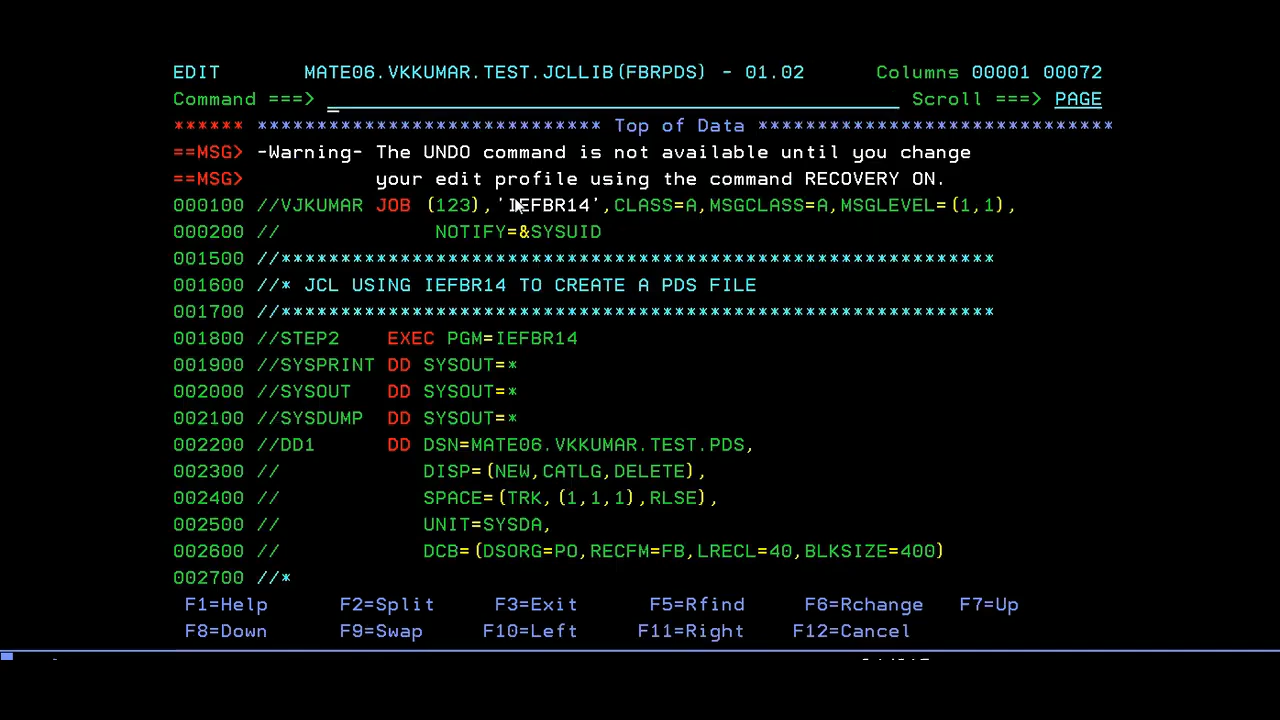 EDIT       MATE06.VKKUMAR.TEST.JCLLIB(FBRPDS) - 01.02      Columns 00001 00072
Command ===>                                                  Scroll ===> PAGE
****** ***************************** Top of Data ******************************
==MSG> -Warning- The UNDO command is not available until you change
==MSG>           your edit profile using the command RECOVERY ON.
000100 //VJKUMAR JOB (123),'IEFBR14',CLASS=A,MSGCLASS=A,MSGLEVEL=(1,1),
000200 //             NOTIFY=&SYSUID
001500 //************************************************************
001600 //* JCL USING IEFBR14 TO CREATE A PDS FILE
001700 //************************************************************
001800 //STEP2    EXEC PGM=IEFBR14
001900 //SYSPRINT DD SYSOUT=*
002000 //SYSOUT   DD SYSOUT=*
002100 //SYSDUMP  DD SYSOUT=*
002200 //DD1      DD DSN=MATE06.VKKUMAR.TEST.PDS,
002300 //            DISP=(NEW,CATLG,DELETE),
002400 //            SPACE=(TRK,(1,1,1),RLSE),
002500 //            UNIT=SYSDA,
002600 //            DCB=(DSORG=PO,RECFM=FB,LRECL=40,BLKSIZE=400)
002700 //*
F1=Help      F2=Split     F3=Exit      F5=Rfind     F6=Rchange   F7=Up
F8=Down      F9=Swap     F10=Left     F11=Right    F12=Cancel